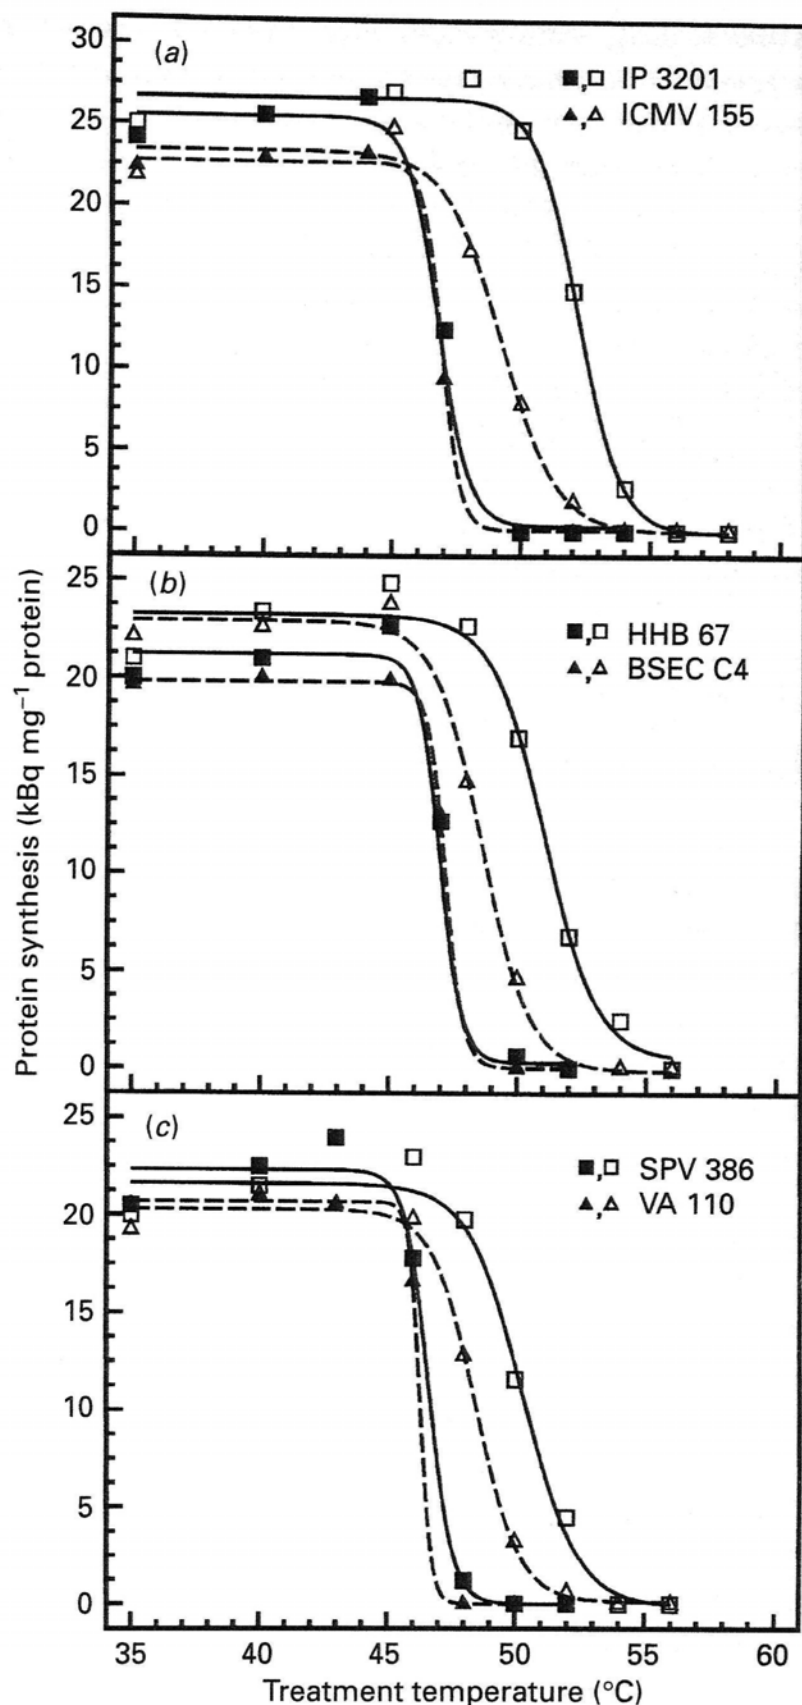 Protein synthesis (kBq mg⁻¹ protein)
(a)
■,□ IP 3201
▲,△ ICMV 155
30
25
20
15
10
5
0
(b)
■,□ HHB 67
▲,△ BSEC C4
25
20
15
10
5
0
(c)
■,□ SPV 386
▲,△ VA 110
25
20
15
10
5
0
35 40 45 50 55 60
Treatment temperature (°C)